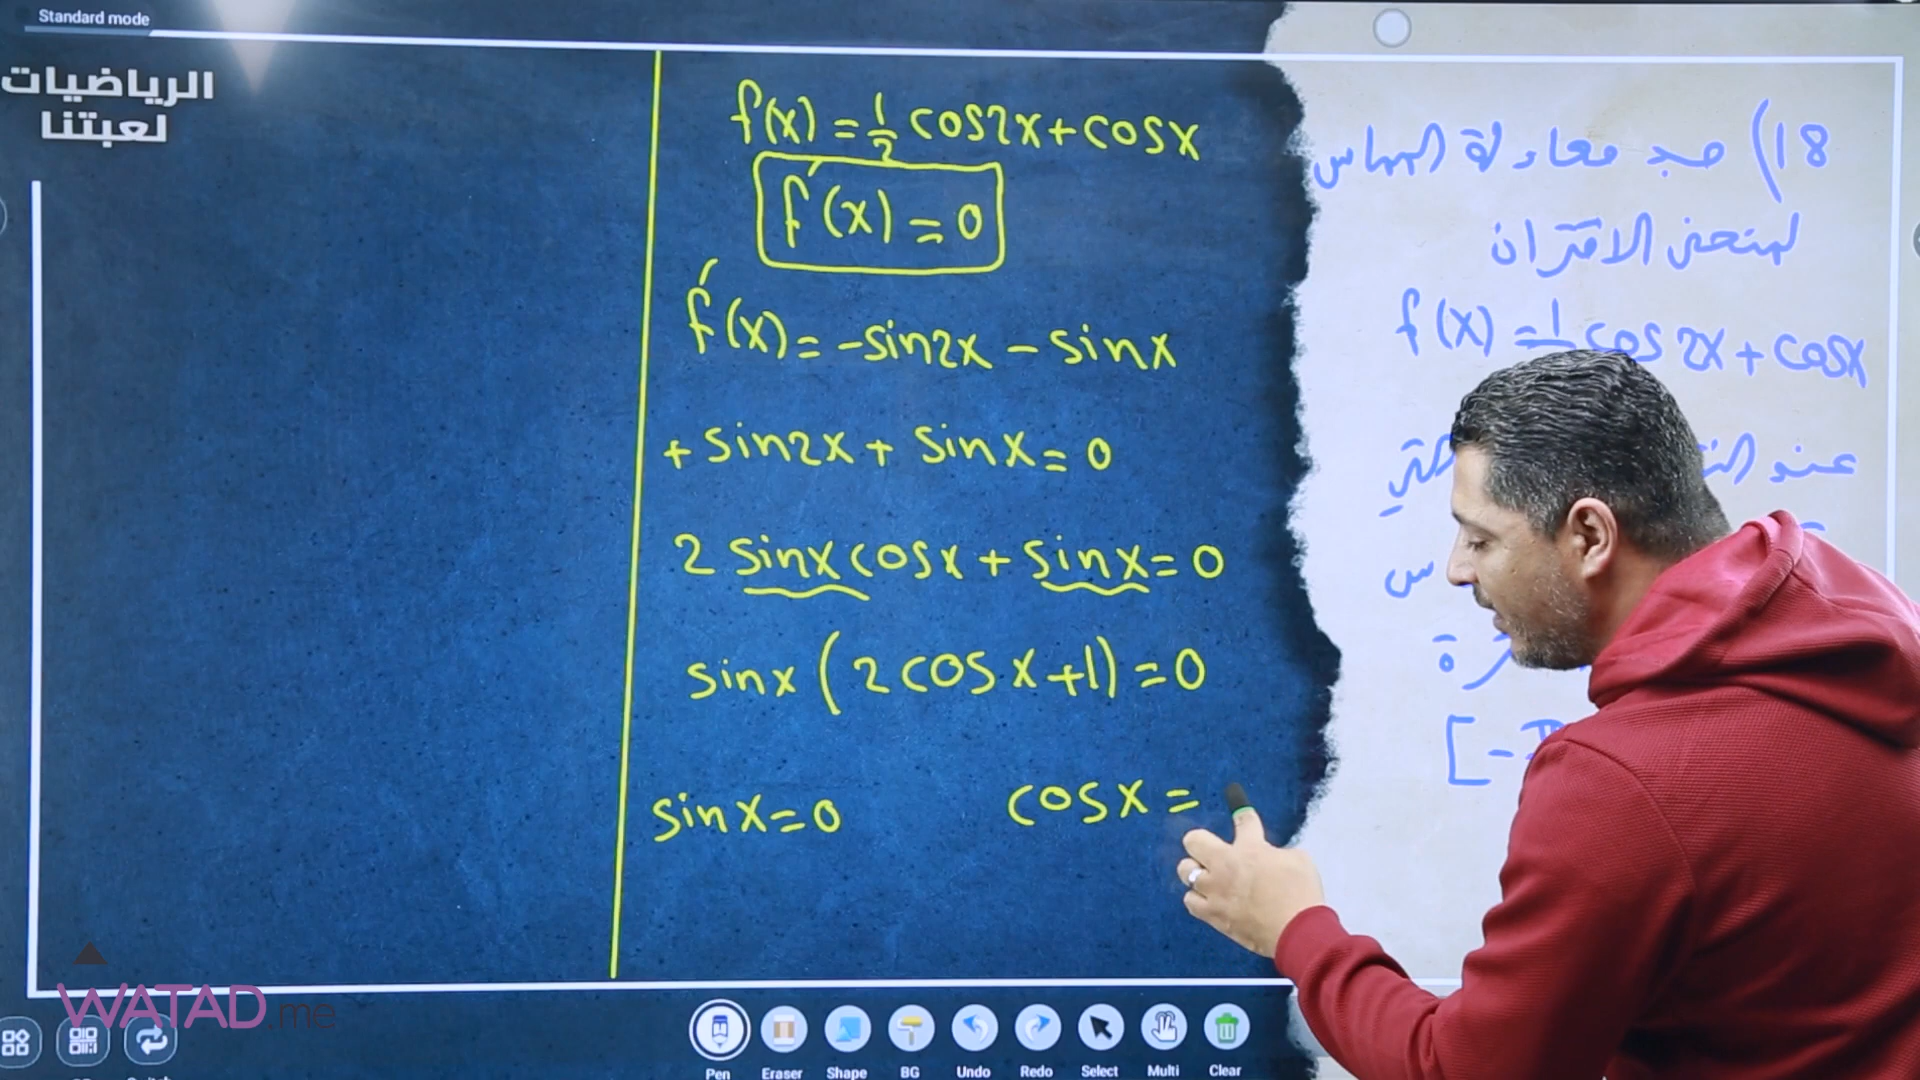 Standard mode
الرياضيات
لعبتنا
f(x) = 1/2 cos2x + cosx
f'(x) = 0
f'(x) = -sin2x - sinx
+ sin2x + sinx = 0
2 sinx cosx + sinx = 0
sinx (2 cosx + 1) = 0
sinx = 0
cosx =
18) جد معادلة المماس
لمنحنى الاقتران
f(x) = 1 cos 2x + cosx
عند
[-
WATAD.me
Pen Eraser Shape BG Undo Redo Select Multi Clear